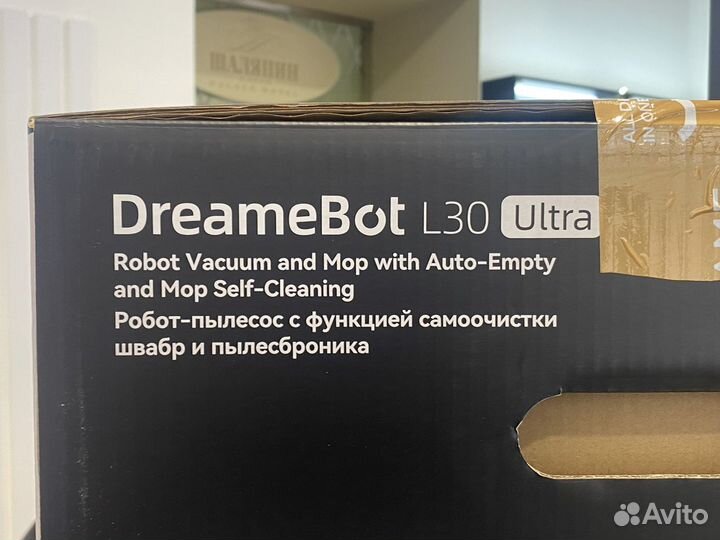 DreameBot L30 Ultra
Robot Vacuum and Mop with Auto-Empty
and Mop Self-Cleaning
Робот-пылесос с функцией самоочистки
швабр и пылесброника
Avito